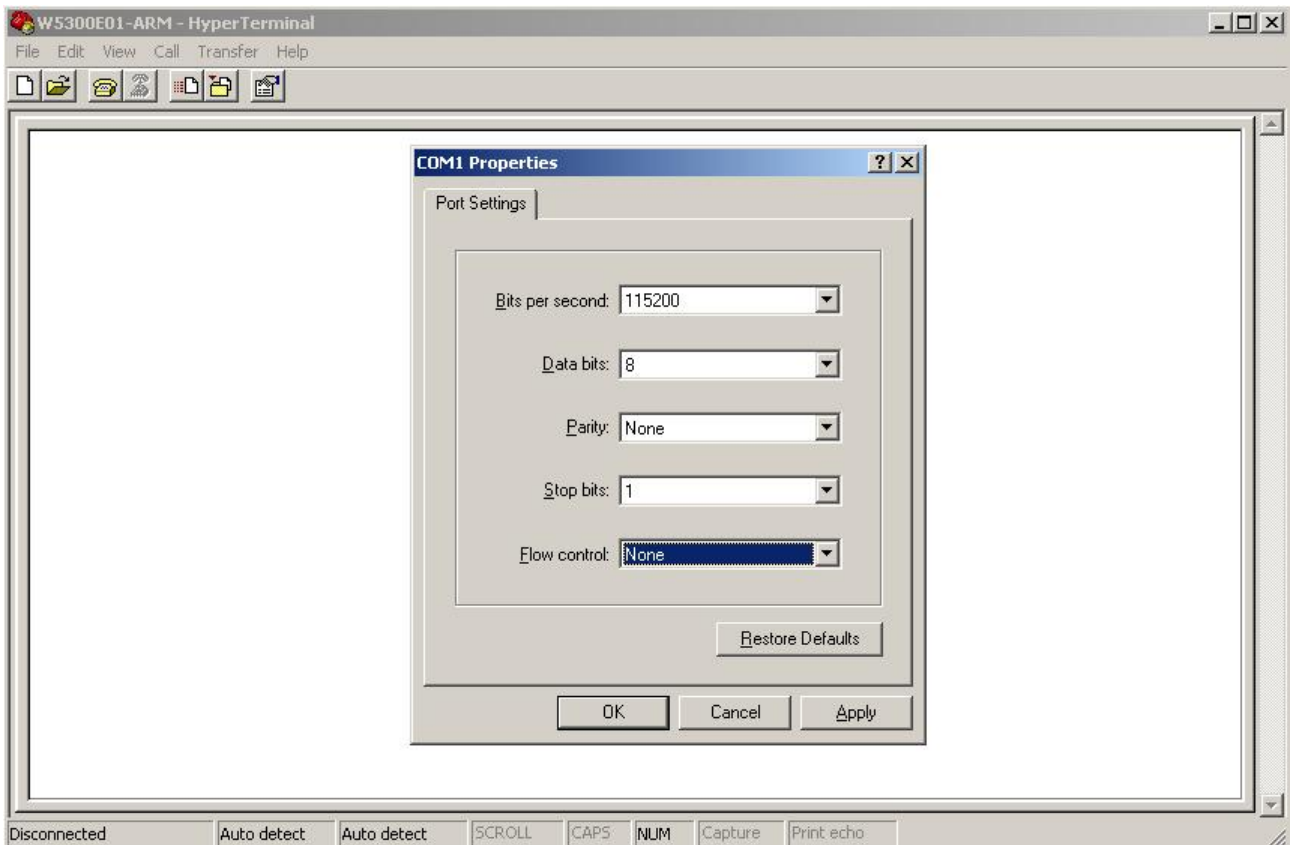 W5300E01-ARM - HyperTerminal
File Edit View Call Transfer Help
COM1 Properties
Port Settings
Bits per second: 115200
Data bits: 8
Parity: None
Stop bits: 1
Flow control: None
Restore Defaults
OK Cancel Apply
Disconnected Auto detect Auto detect SCROLL CAPS NUM Capture Print echo